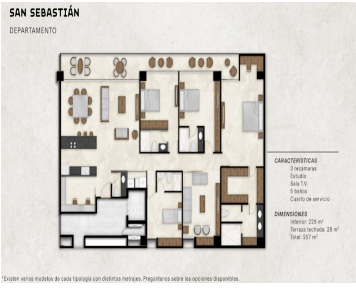 SAN SEBASTIÁN
DEPARTAMENTO
CARACTERÍSTICAS
3 recámaras
Estudio
Sala T.V.
5 baños
Cuarto de servicio
DIMENSIONES
Interior: 229 m²
Terraza techada: 28 m²
Total: 257 m²
*Existen varios modelos de cada tipología con distintos metrajes. Pregúntanos sobre las opciones disponibles.